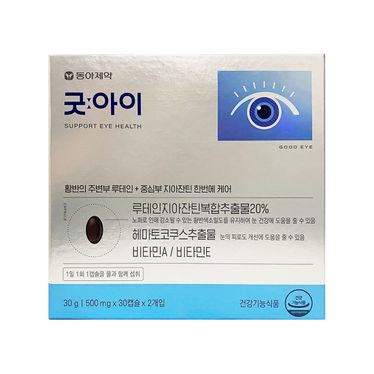 동아제약
굿:아이
SUPPORT EYE HEALTH
GOOD EYE
황반의 주변부 루테인 + 중심부 지아잔틴 한번에 케어
루테인지아잔틴복합추출물20%
노화로 인해 감소될 수 있는 황반색소밀도를 유지하여 눈 건강에 도움을 줄 수 있음
헤마토코쿠스추출물 눈의 피로도 개선에 도움을 줄 수 있음
비타민A / 비타민E
1일 1회 1캡슐을 물과 함께 섭취
30 g | 500 mg x 30캡슐 x 2개입
건강기능식품
건강기능식품